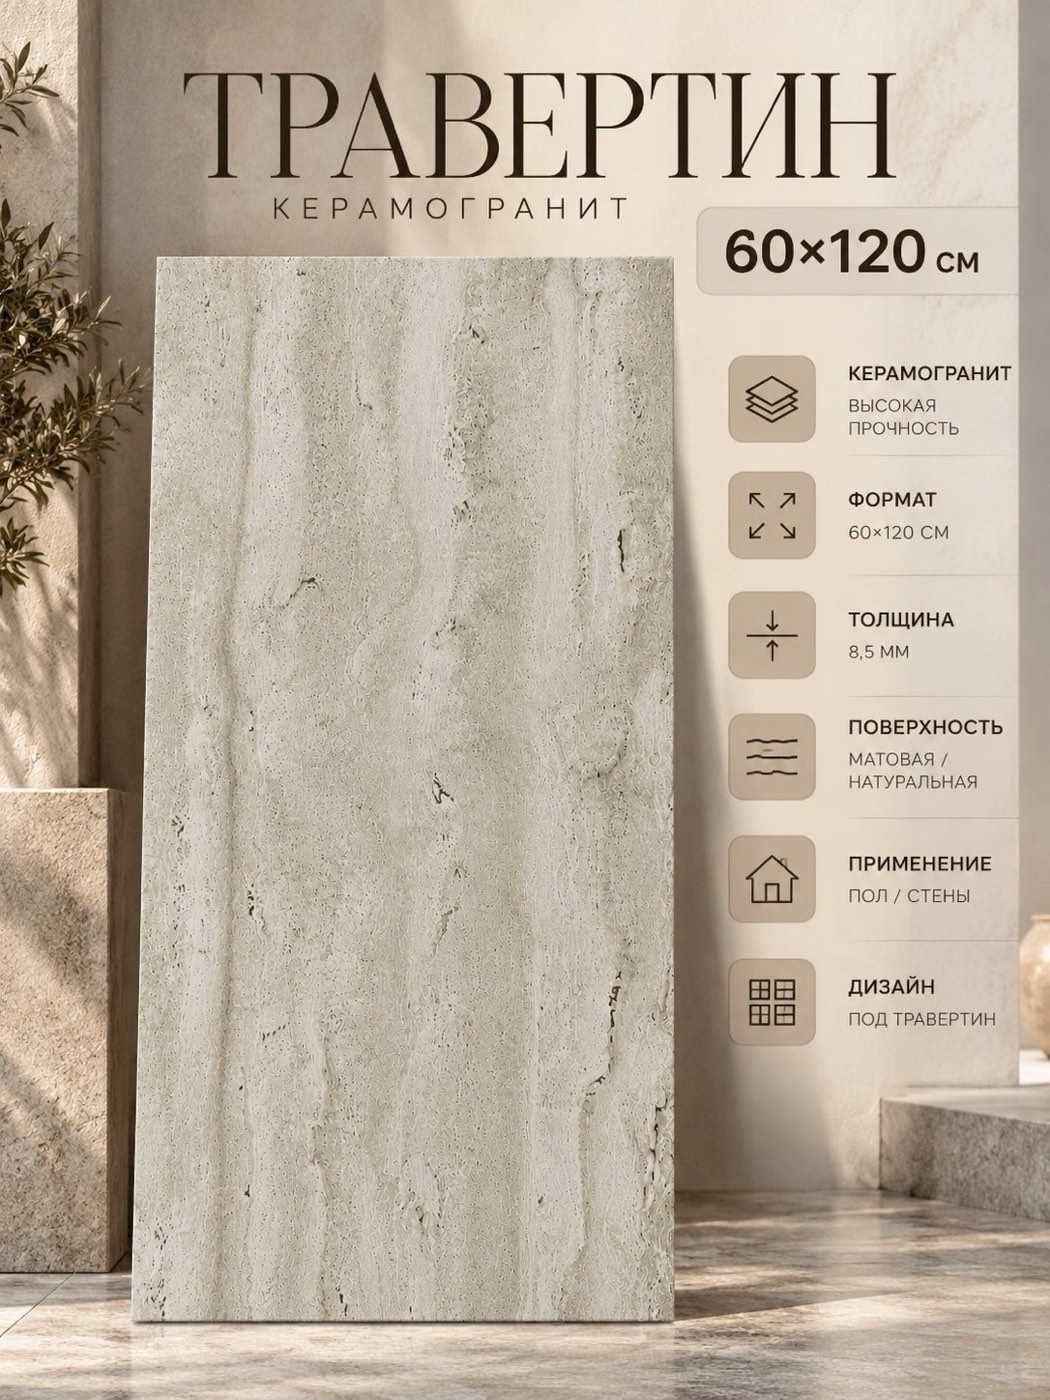 ТРАВЕРТИН
КЕРАМОГРАНИТ
60×120 см
КЕРАМОГРАНИТ
ВЫСОКАЯ
ПРОЧНОСТЬ
ФОРМАТ
60×120 СМ
ТОЛЩИНА
8,5 ММ
ПОВЕРХНОСТЬ
МАТОВАЯ /
НАТУРАЛЬНАЯ
ПРИМЕНЕНИЕ
ПОЛ / СТЕНЫ
ДИЗАЙН
ПОД ТРАВЕРТИН